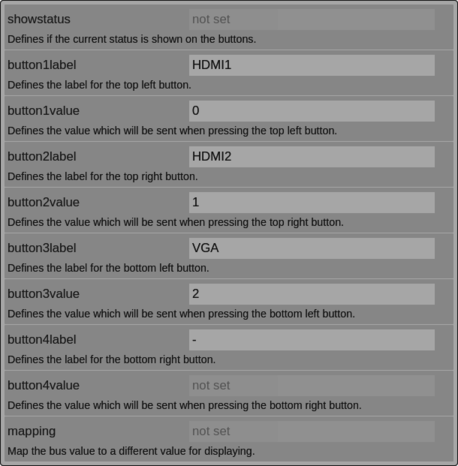 showstatus not set
Defines if the current status is shown on the buttons.
button1label HDMI1
Defines the label for the top left button.
button1value 0
Defines the value which will be sent when pressing the top left button.
button2label HDMI2
Defines the label for the top right button.
button2value 1
Defines the value which will be sent when pressing the top right button.
button3label VGA
Defines the label for the bottom left button.
button3value 2
Defines the value which will be sent when pressing the bottom left button.
button4label -
Defines the label for the bottom right button.
button4value not set
Defines the value which will be sent when pressing the bottom right button.
mapping not set
Map the bus value to a different value for displaying.